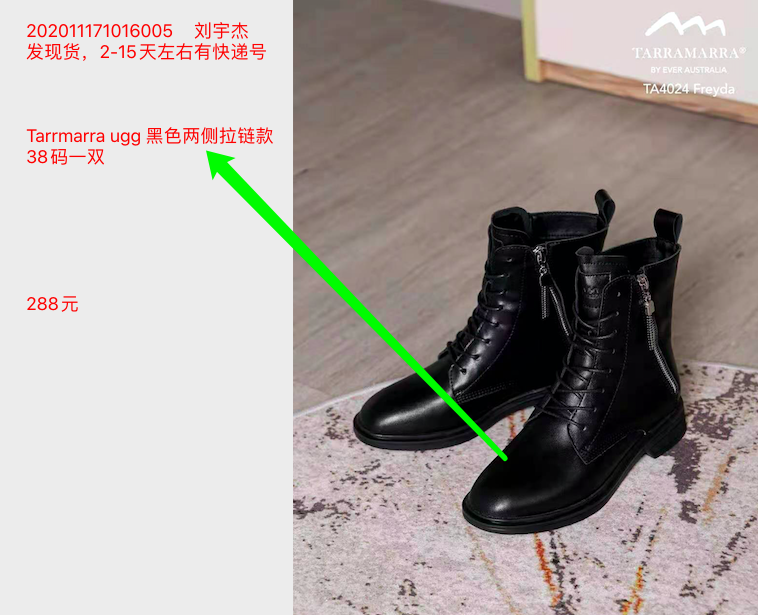 202011171016005 刘宇杰
发现货，2-15天左右有快递号
Tarrmarra ugg 黑色两侧拉链款
38码一双
288元
TARRAMARRA®
BY EVER AUSTRALIA
TA4024 Freyda